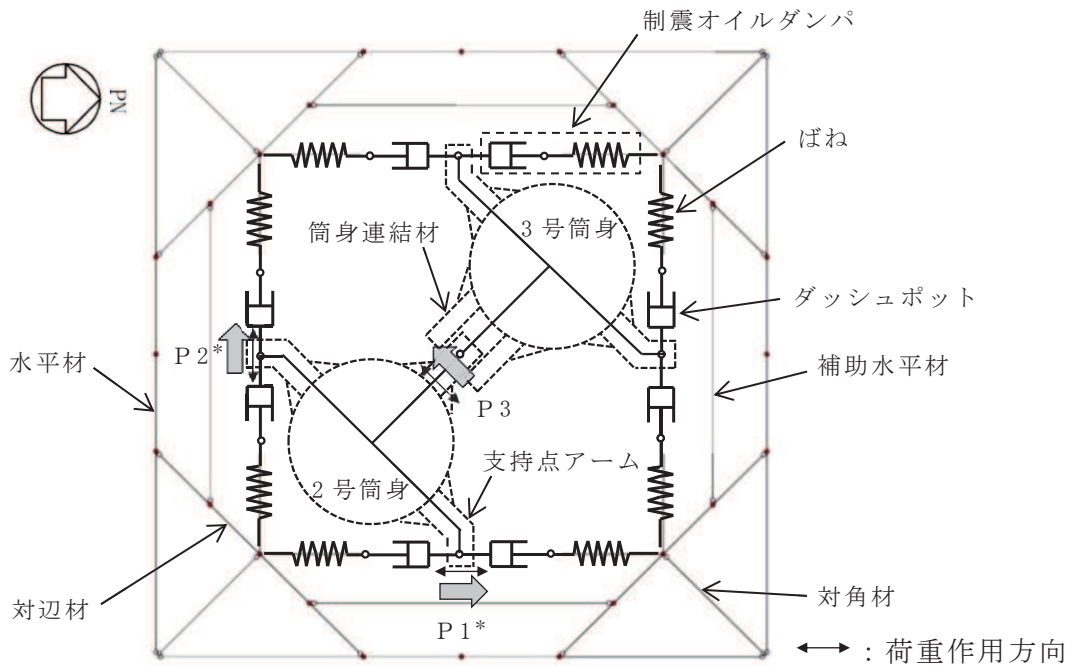 制震オイルダンパ
PN
ばね
3号筒身
筒身連結材
ダッシュポット
P2*
水平材
補助水平材
P3
支持点アーム
2号筒身
対辺材
対角材
P1*
:荷重作用方向